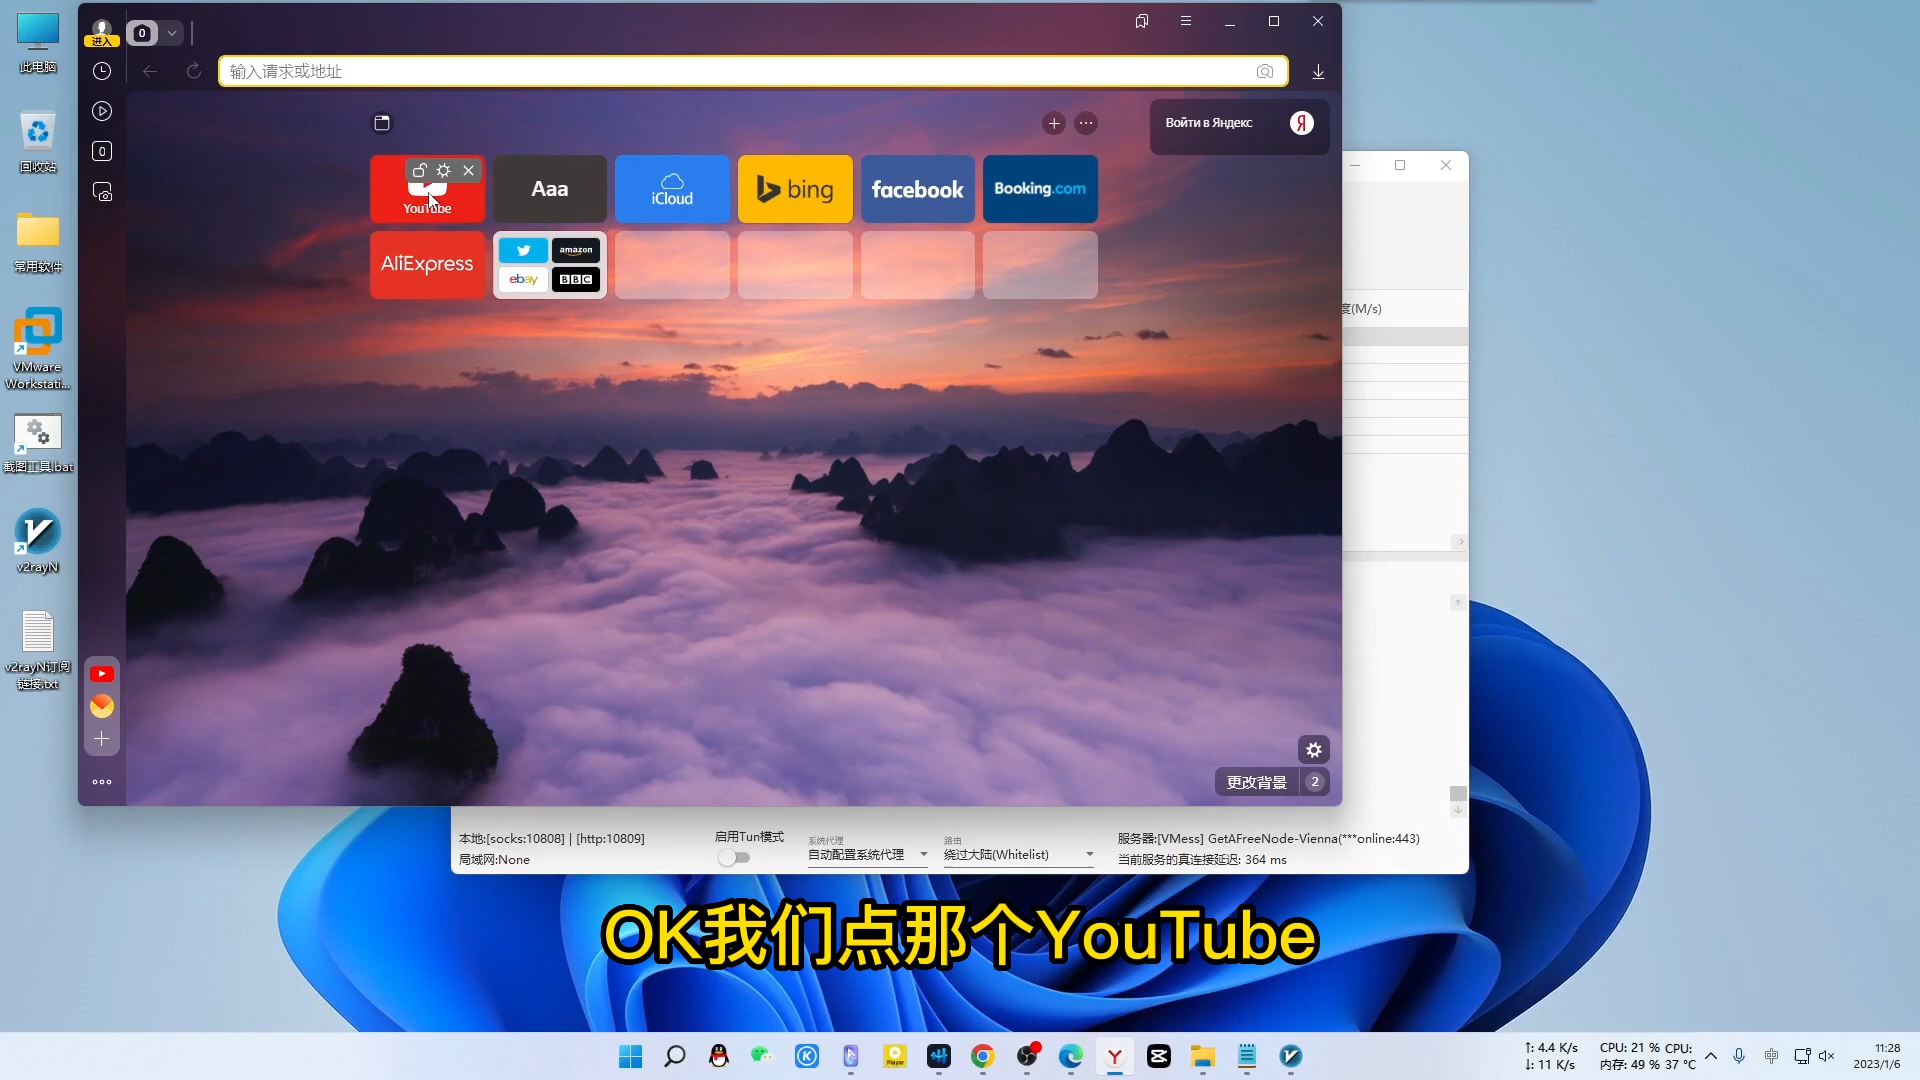 此电脑
回收站
常用软件
VMware
Workstati...
截图工具.bat
v2rayN
v2rayN订阅
链接.txt
进入
0
输入请求或地址
0
Войти в Яндекс
Я
YouTube
Aaa
iCloud
bing
facebook
Booking.com
AliExpress
amazon
ebay
BBC
度(M/s)
更改背景
2
本地:[socks:10808] | [http:10809]
局域网:None
启用Tun模式
系统代理
自动配置系统代理
路由
绕过大陆(Whitelist)
服务器:[VMess] GetAFreeNode-Vienna(***online:443)
当前服务的真连接延迟: 364 ms
OK我们点那个YouTube
Player
↑: 4.4 K/s
↓: 11 K/s
CPU: 21 % CPU:
内存: 49 % 37 °C
中
11:28
2023/1/6